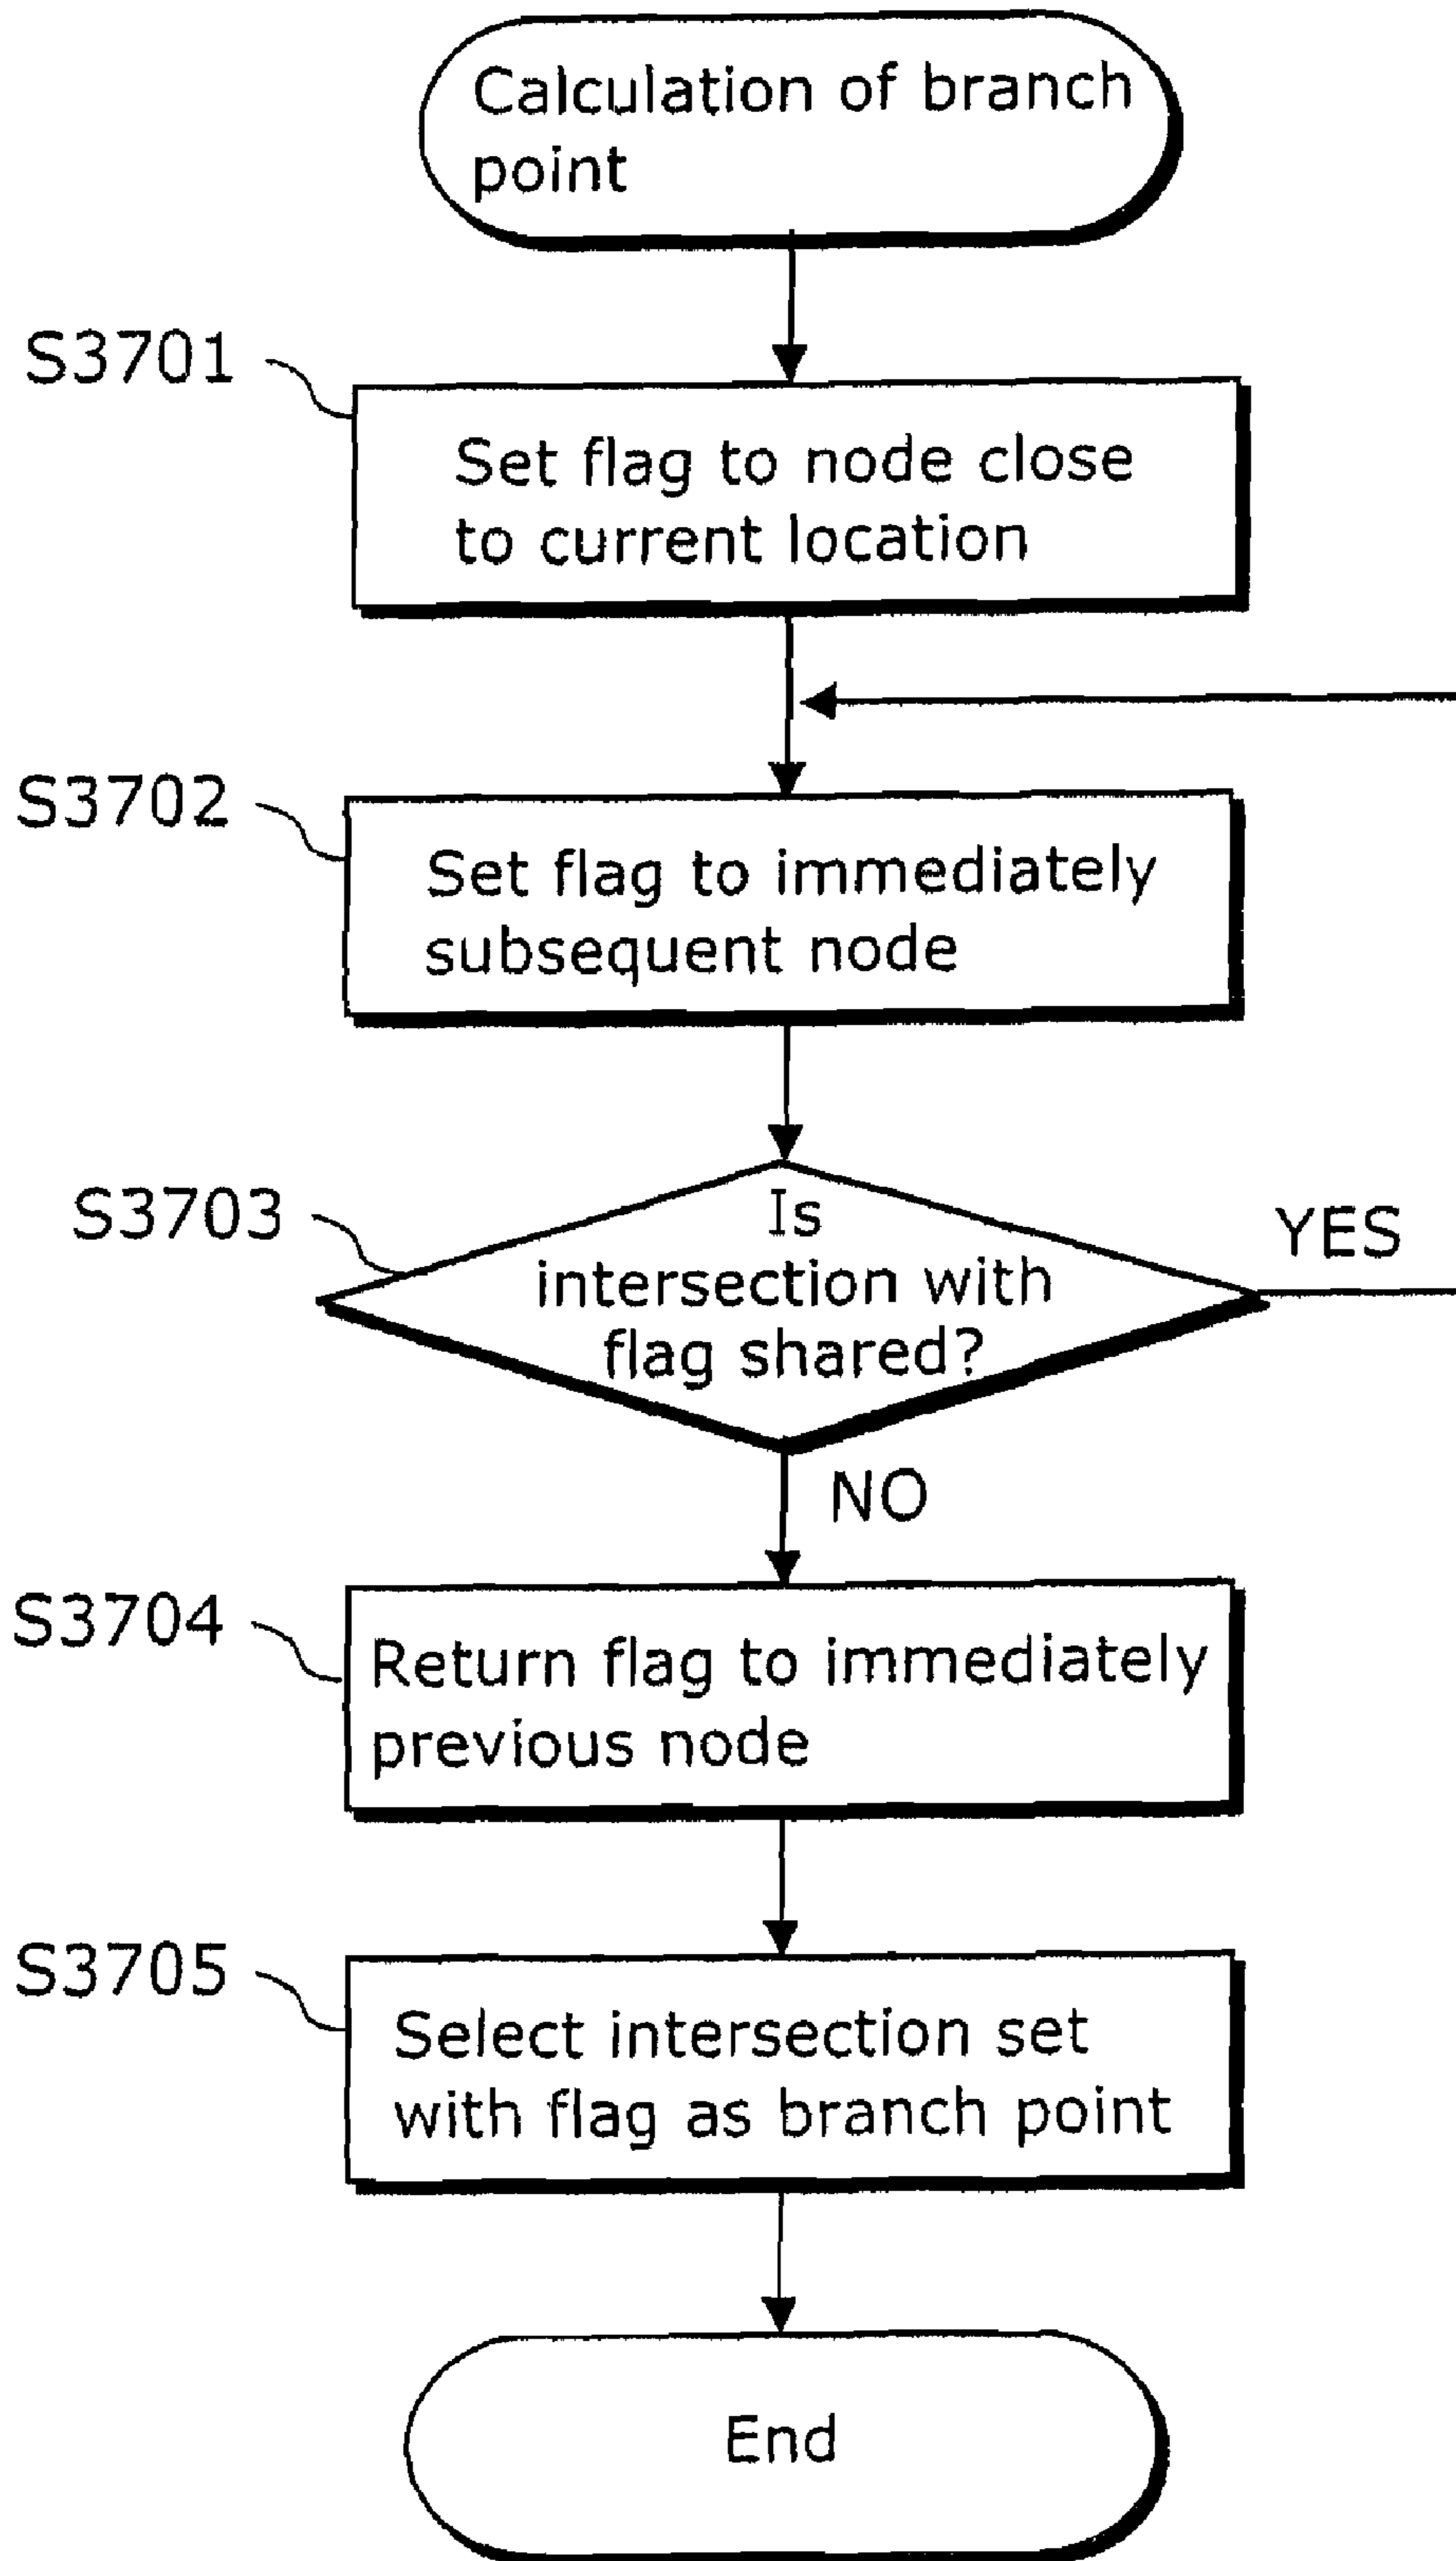 Calculation of branch
point
S3701
Set flag to node close
to current location
S3702
Set flag to immediately
subsequent node
S3703
Is
intersection with
flag shared?
YES
NO
S3704
Return flag to immediately
previous node
S3705
Select intersection set
with flag as branch point
End